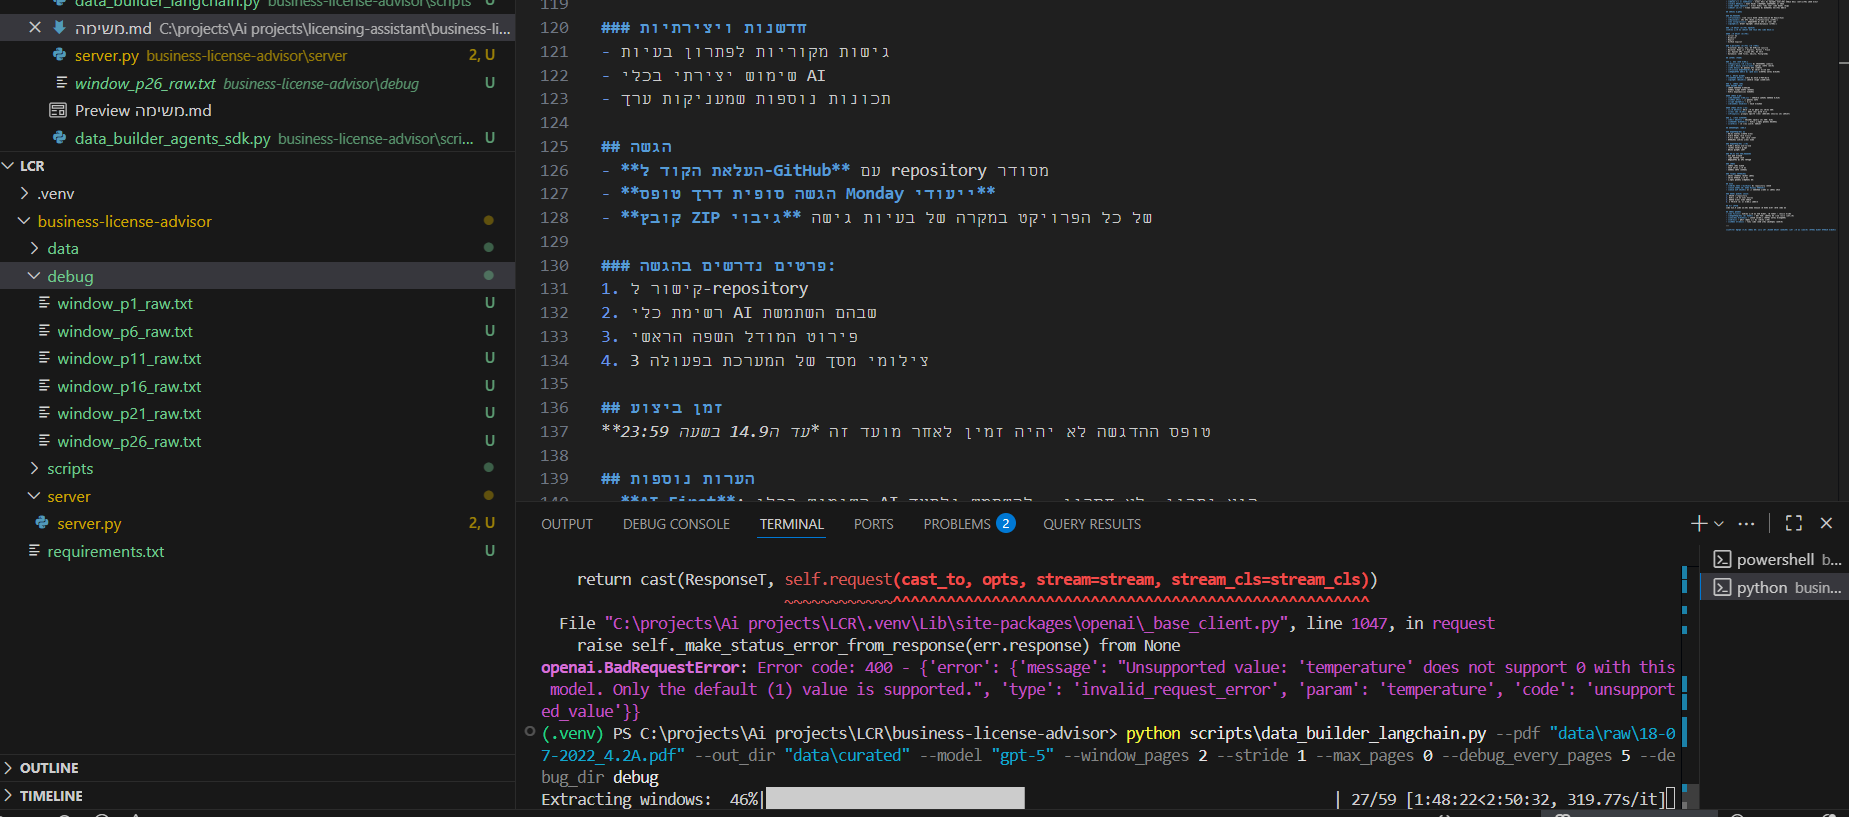 data_builder_langchain.py business-license-advisor\scripts U
משימה.md C:\projects\Ai projects\licensing-assistant\business-li...
server.py business-license-advisor\server 2, U
window_p26_raw.txt business-license-advisor\debug U
Preview משימה.md
data_builder_agents_sdk.py business-license-advisor\scri... U
LCR
.venv
business-license-advisor
data
debug
window_p1_raw.txt U
window_p6_raw.txt U
window_p11_raw.txt U
window_p16_raw.txt U
window_p21_raw.txt U
window_p26_raw.txt U
scripts
server
server.py 2, U
requirements.txt U
OUTLINE
TIMELINE
119
120 ### חדשנות ויצירתיות
121 - גישות מקוריות לפתרון בעיות
122 - שימוש יצירתי בכלי AI
123 - תכונות נוספות שמעניקות ערך
124
125 ## הגשה
126 - **העלאת הקוד ל-GitHub** עם repository מסודר
127 - **הגשה סופית דרך טופס Monday ייעודי**
128 - **קובץ ZIP גיבוי** של כל הפרויקט במקרה של בעיות גישה
129
130 ### פרטים נדרשים בהגשה:
131 1. קישור ל-repository
132 2. רשימת כלי AI שבהם השתמשת
133 3. פירוט המודל השפה הראשי
134 4. 3 צילומי מסך של המערכת בפעולה
135
136 ## זמן ביצוע
137 **עד ה14.9 בשעה 23:59* טופס ההדגשה לא יהיה זמין לאחר מועד זה
138
139 ## הערות נוספות
OUTPUT DEBUG CONSOLE TERMINAL PORTS PROBLEMS 2 QUERY RESULTS
powershell b...
python busin...
return cast(ResponseT, self.request(cast_to, opts, stream=stream, stream_cls=stream_cls))
~~~~~~~~~~~~^^^^^^^^^^^^^^^^^^^^^^^^^^^^^^^^^^^^^^^^^^^^^^^^^^^^^^^^^
File "C:\projects\Ai projects\LCR\.venv\Lib\site-packages\openai\_base_client.py", line 1047, in request
raise self._make_status_error_from_response(err.response) from None
openai.BadRequestError: Error code: 400 - {'error': {'message': "Unsupported value: 'temperature' does not support 0 with this
model. Only the default (1) value is supported.", 'type': 'invalid_request_error', 'param': 'temperature', 'code': 'unsupport
ed_value'}}
(.venv) PS C:\projects\Ai projects\LCR\business-license-advisor> python scripts\data_builder_langchain.py --pdf "data\raw\18-0
7-2022_4.2A.pdf" --out_dir "data\curated" --model "gpt-5" --window_pages 2 --stride 1 --max_pages 0 --debug_every_pages 5 --de
bug_dir debug
Extracting windows: 46%| | 27/59 [1:48:22<2:50:32, 319.77s/it]